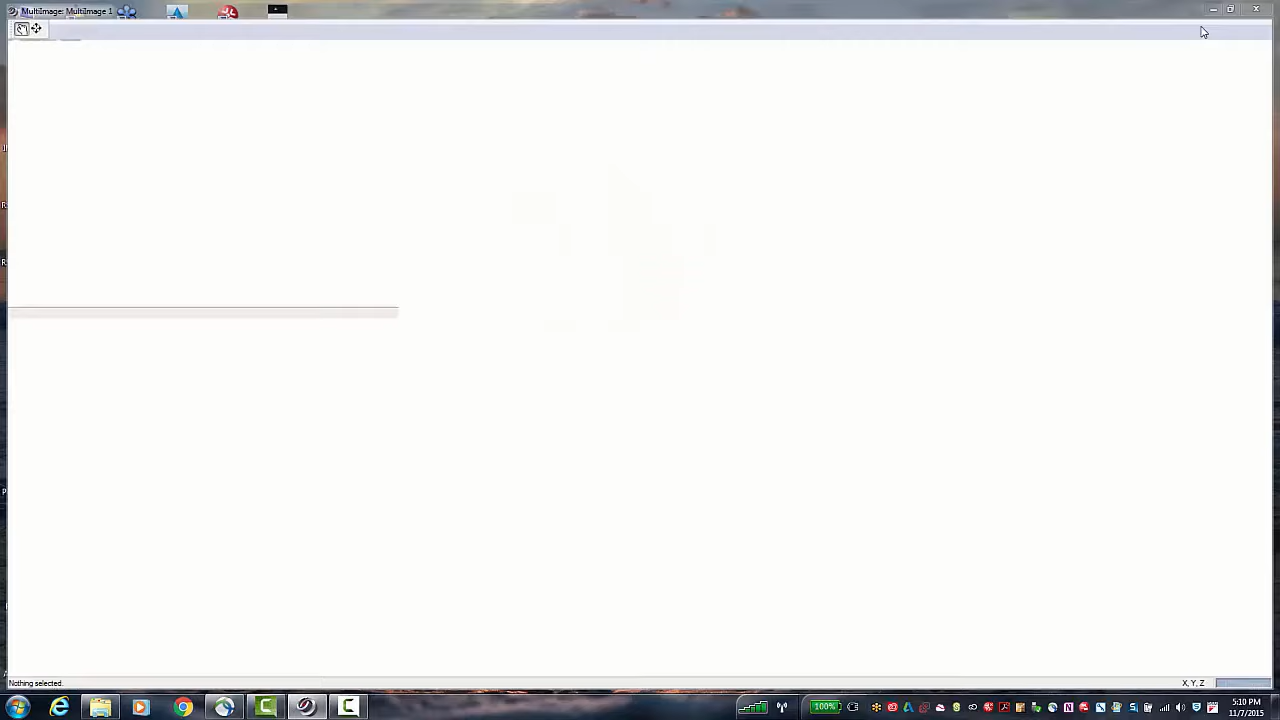 MultiImage: MultiImage 1
Nothing selected.
X, Y, Z
100%
5:10 PM
11/7/2015